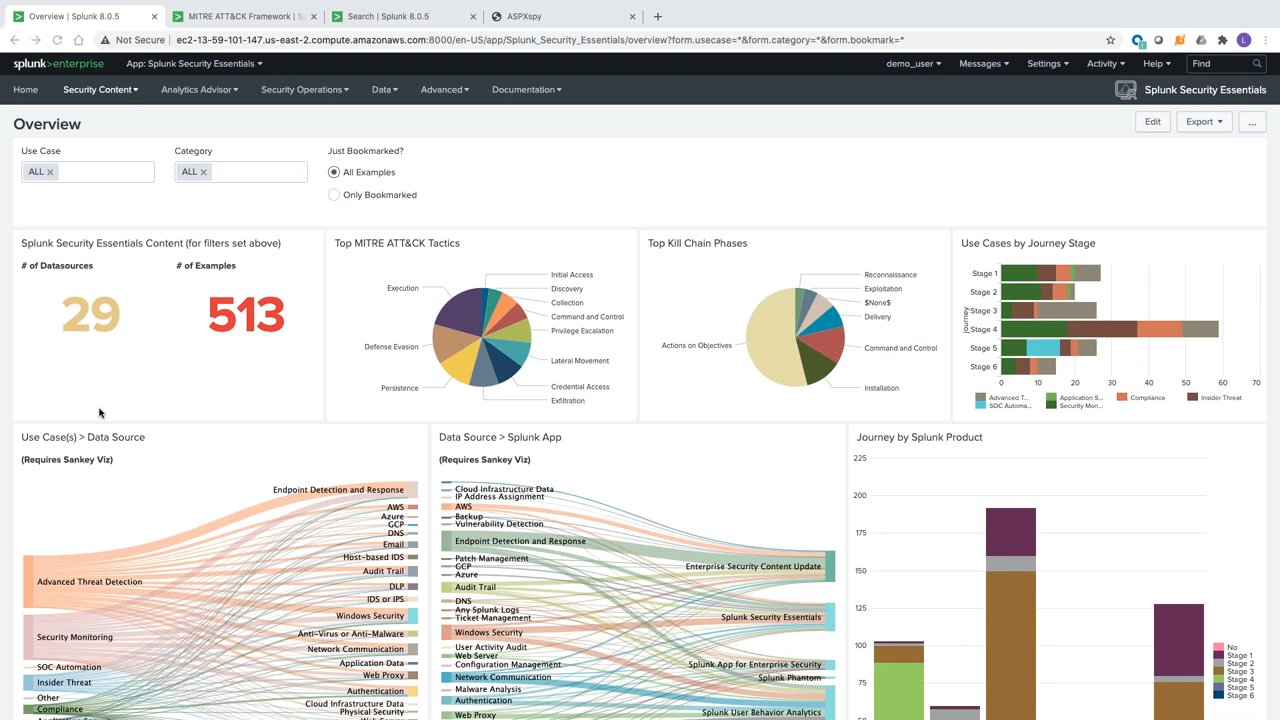 Overview | Splunk 8.0.5
MITRE ATT&CK Framework | S
Search | Splunk 8.0.5
ASPXspy
Not Secure
ec2-13-59-101-147.us-east-2.compute.amazonaws.com:8000/en-US/app/Splunk_Security_Essentials/overview?form.usecase=*&form.category=*&form.bookmark=*
L
splunk>enterprise
App: Splunk Security Essentials
demo_user
Messages
Settings
Activity
Help
Find
Home
Security Content
Analytics Advisor
Security Operations
Data
Advanced
Documentation
Splunk Security Essentials
Overview
Edit
Export
...
Use Case
Category
Just Bookmarked?
ALL
ALL
All Examples
Only Bookmarked
Splunk Security Essentials Content (for filters set above)
# of Datasources
# of Examples
29
513
Top MITRE ATT&CK Tactics
Initial Access
Discovery
Collection
Command and Control
Privilege Escalation
Lateral Movement
Credential Access
Exfiltration
Execution
Defense Evasion
Persistence
Top Kill Chain Phases
Reconnaissance
Exploitation
$None$
Delivery
Command and Control
Installation
Actions on Objectives
Use Cases by Journey Stage
Journey
Stage 1
Stage 2
Stage 3
Stage 4
Stage 5
Stage 6
0 10 20 30 40 50 60 70
Advanced T...
Application S...
Compliance
Insider Threat
SOC Automa...
Security Mon...
Use Case(s) > Data Source
(Requires Sankey Viz)
Advanced Threat Detection
Security Monitoring
SOC Automation
Insider Threat
Other
Compliance
Endpoint Detection and Response
AWS
Azure
GCP
DNS
Email
Host-based IDS
Audit Trail
DLP
IDS or IPS
Windows Security
Anti-Virus or Anti-Malware
Network Communication
Application Data
Web Proxy
Authentication
Cloud Infrastructure Data
Physical Security
Data Source > Splunk App
(Requires Sankey Viz)
Cloud Infrastructure Data
IP Address Assignment
AWS
Backup
Vulnerability Detection
Endpoint Detection and Response
Patch Management
GCP
Azure
Audit Trail
DNS
Any Splunk Logs
Ticket Management
Windows Security
User Activity Audit
Web Server
Configuration Management
Network Communication
Malware Analysis
Authentication
Web Proxy
Enterprise Security Content Update
Splunk Security Essentials
Splunk App for Enterprise Security
Splunk Phantom
Splunk User Behavior Analytics
Journey by Splunk Product
225
200
175
150
125
100
75
No
Stage 1
Stage 2
Stage 3
Stage 4
Stage 5
Stage 6